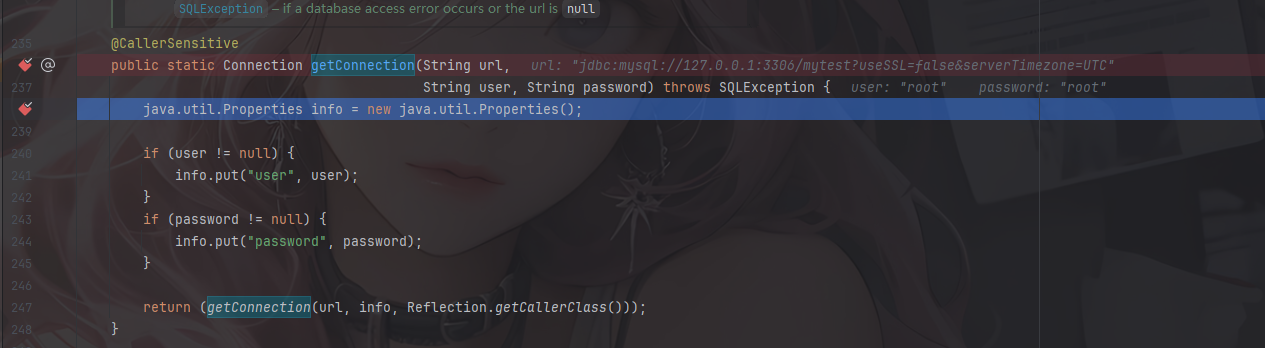 SQLException – if a database access error occurs or the url is null
235 @CallerSensitive
public static Connection getConnection(String url, url: "jdbc:mysql://127.0.0.1:3306/mytest?useSSL=false&serverTimezone=UTC"
237 String user, String password) throws SQLException { user: "root" password: "root"
java.util.Properties info = new java.util.Properties();
239
240 if (user != null) {
241 info.put("user", user);
242 }
243 if (password != null) {
244 info.put("password", password);
245 }
246
247 return (getConnection(url, info, Reflection.getCallerClass()));
248 }